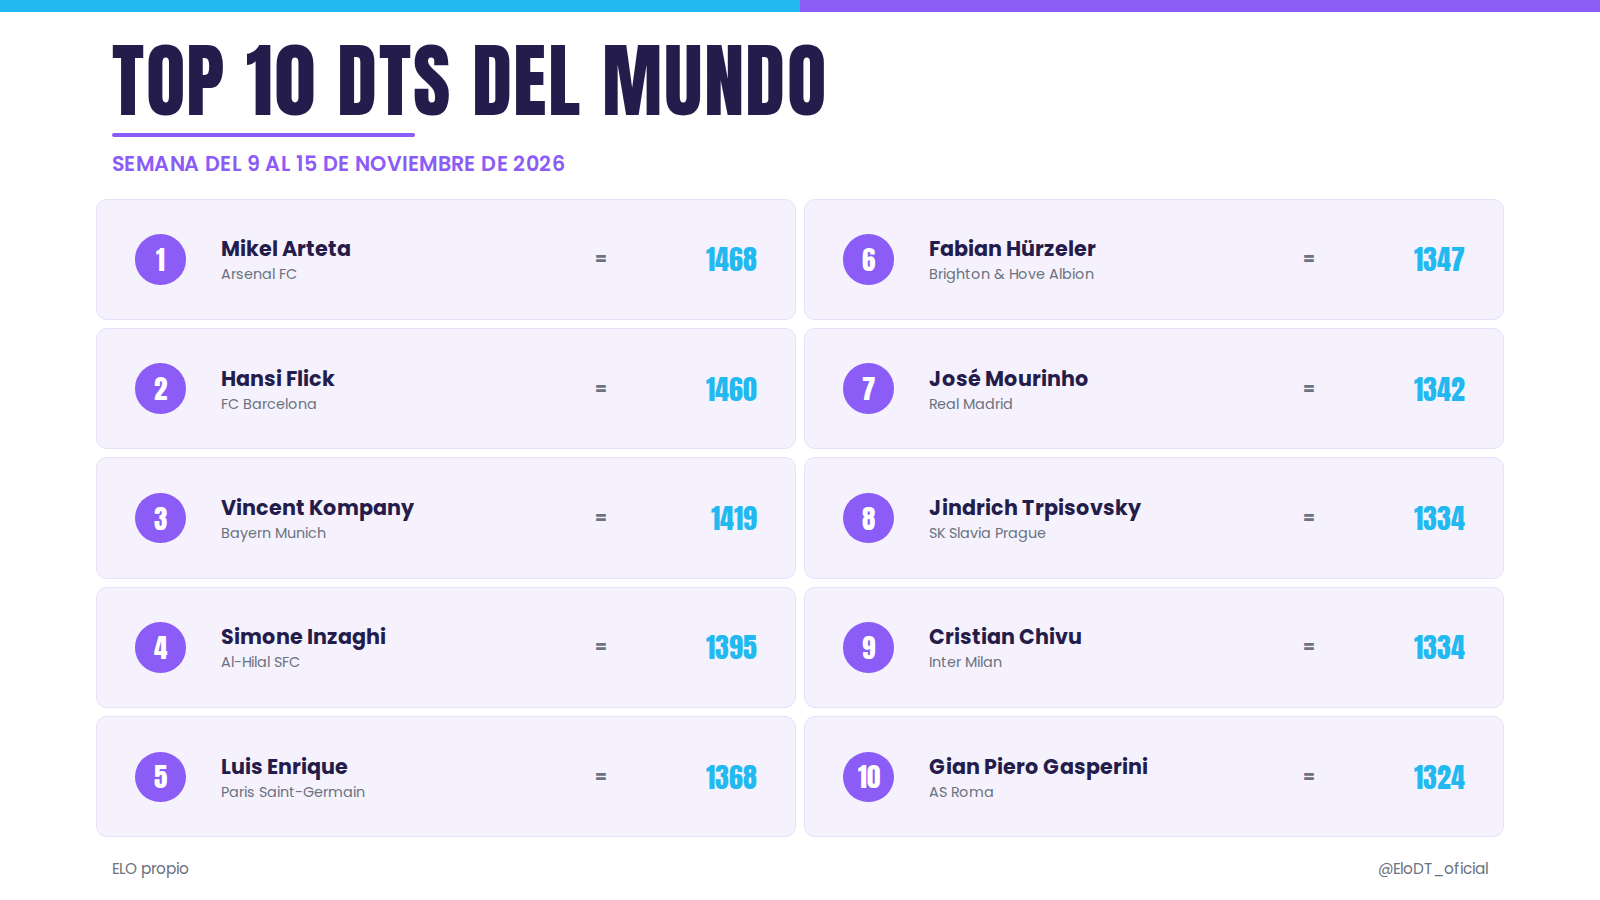 TOP 10 DTS DEL MUNDO
SEMANA DEL 9 AL 15 DE NOVIEMBRE DE 2026
1
Mikel Arteta
Arsenal FC
=
1468
2
Hansi Flick
FC Barcelona
=
1460
3
Vincent Kompany
Bayern Munich
=
1419
4
Simone Inzaghi
Al-Hilal SFC
=
1395
5
Luis Enrique
Paris Saint-Germain
=
1368
6
Fabian Hürzeler
Brighton & Hove Albion
=
1347
7
José Mourinho
Real Madrid
=
1342
8
Jindrich Trpisovsky
SK Slavia Prague
=
1334
9
Cristian Chivu
Inter Milan
=
1334
10
Gian Piero Gasperini
AS Roma
=
1324
ELO propio
@EloDT_oficial